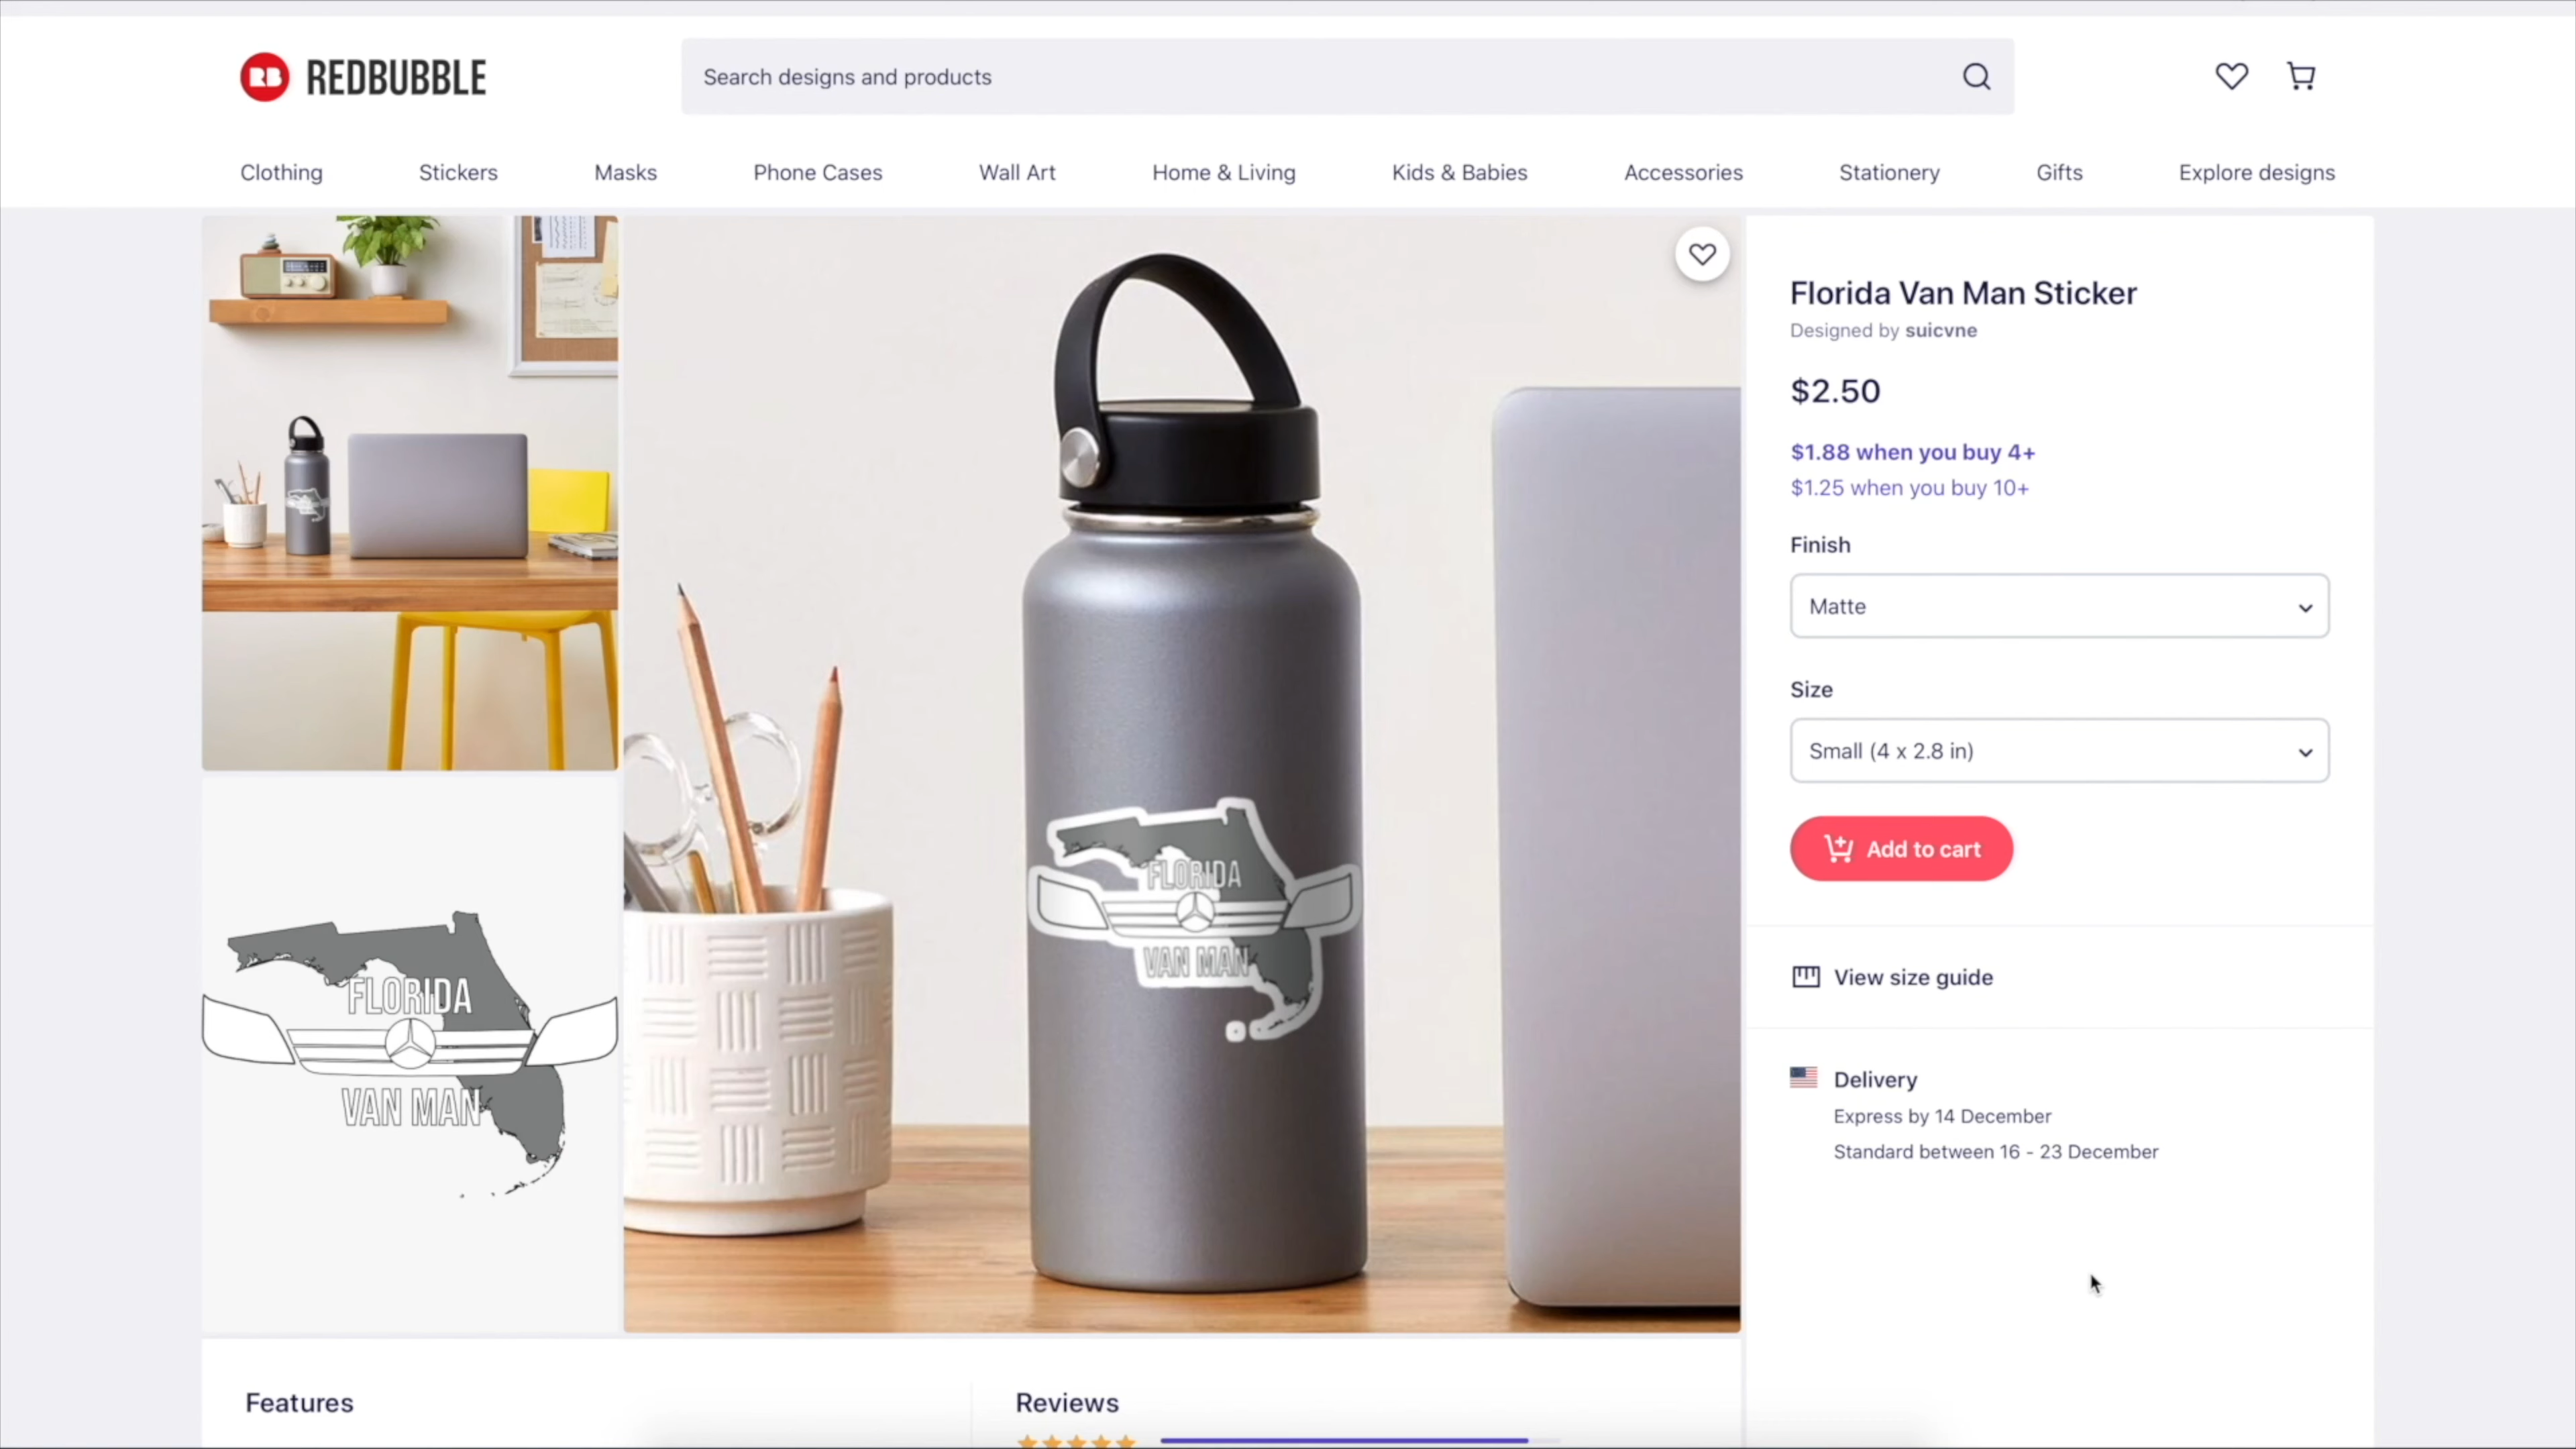 RB REDBUBBLE
Search designs and products
Clothing
Stickers
Masks
Phone Cases
Wall Art
Home & Living
Kids & Babies
Accessories
Stationery
Gifts
Explore designs
FLORIDA
VAN MAN
FLORIDA
VAN MAN
Florida Van Man Sticker
Designed by suicvne
$2.50
$1.88 when you buy 4+
$1.25 when you buy 10+
Finish
Matte
Size
Small (4 x 2.8 in)
Add to cart
View size guide
Delivery
Express by 14 December
Standard between 16 - 23 December
Features
Reviews